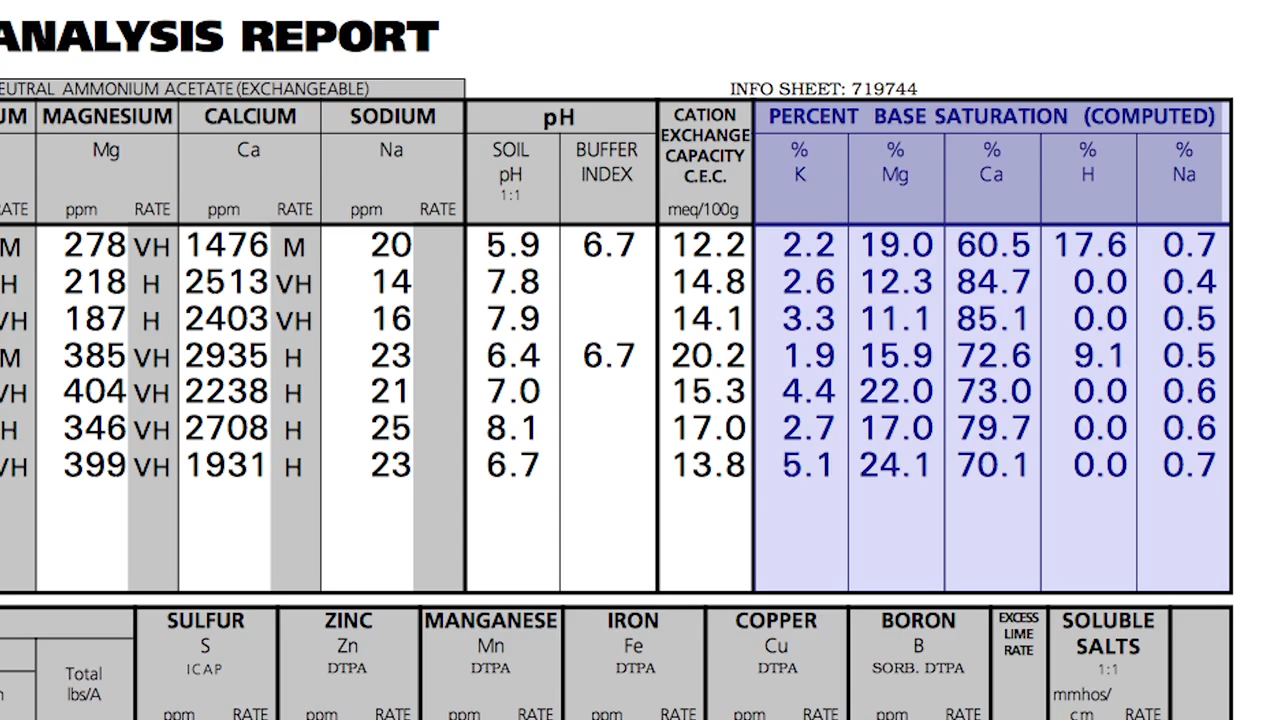 ANALYSIS REPORT
EUTRAL AMMONIUM ACETATE (EXCHANGEABLE)
INFO SHEET: 719744
UM MAGNESIUM CALCIUM SODIUM pH CATION EXCHANGE CAPACITY C.E.C. PERCENT BASE SATURATION (COMPUTED)
Mg Ca Na SOIL pH 1:1 BUFFER INDEX % K % Mg % Ca % H % Na
RATE ppm RATE ppm RATE ppm RATE meq/100g
M 278 VH 1476 M 20 5.9 6.7 12.2 2.2 19.0 60.5 17.6 0.7
H 218 H 2513 VH 14 7.8 14.8 2.6 12.3 84.7 0.0 0.4
VH 187 H 2403 VH 16 7.9 14.1 3.3 11.1 85.1 0.0 0.5
M 385 VH 2935 H 23 6.4 6.7 20.2 1.9 15.9 72.6 9.1 0.5
VH 404 VH 2238 H 21 7.0 15.3 4.4 22.0 73.0 0.0 0.6
H 346 VH 2708 H 25 8.1 17.0 2.7 17.0 79.7 0.0 0.6
VH 399 VH 1931 H 23 6.7 13.8 5.1 24.1 70.1 0.0 0.7
SULFUR ZINC MANGANESE IRON COPPER BORON EXCESS LIME RATE SOLUBLE SALTS
S Zn Mn Fe Cu B
Total lbs/A ICAP DTPA DTPA DTPA DTPA SORB. DTPA 1:1
mmhos/
ppm RATE ppm RATE ppm RATE ppm RATE ppm RATE ppm RATE cm RATE